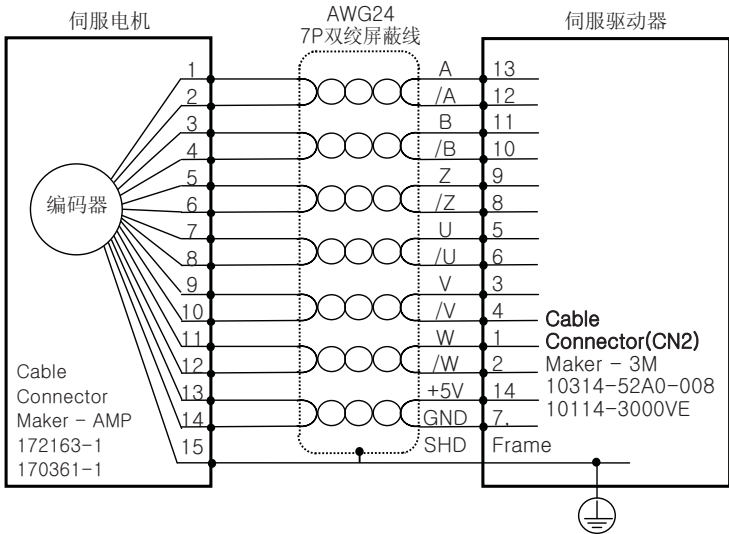 伺服电机
AWG24
7P双绞屏蔽线
伺服驱动器
编码器
1 A 13
2 /A 12
3 B 11
4 /B 10
5 Z 9
6 /Z 8
7 U 5
8 /U 6
9 V 3
10 /V 4
11 W 1
12 /W 2
13 +5V 14
14 GND 7.
15 SHD Frame
Cable
Connector
Maker - AMP
172163-1
170361-1
Cable
Connector(CN2)
Maker - 3M
10314-52A0-008
10114-3000VE